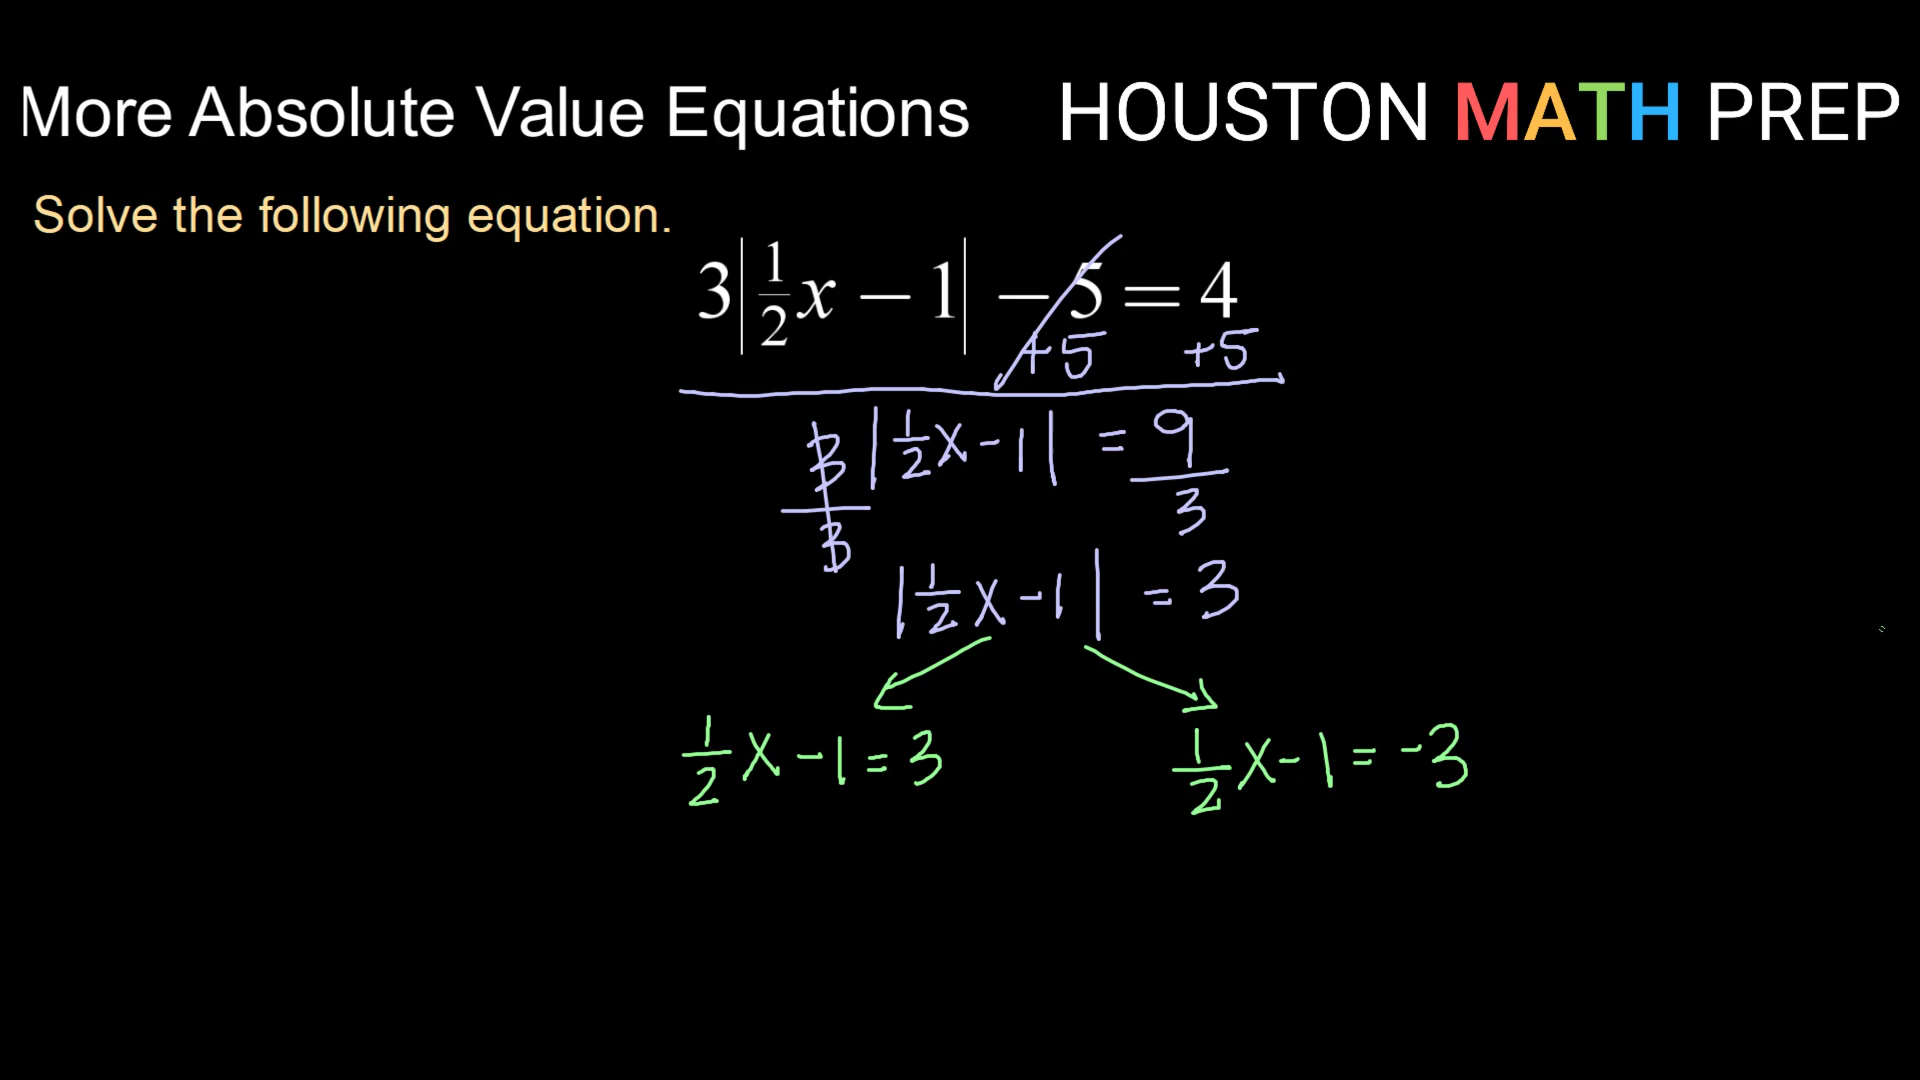 More Absolute Value Equations HOUSTON MATH PREP
Solve the following equation.
3|½x − 1| − 5 = 4
+5 +5
3|½x - 1| = 9
3 3
|½x - 1| = 3
½x - 1 = 3 ½x - 1 = -3